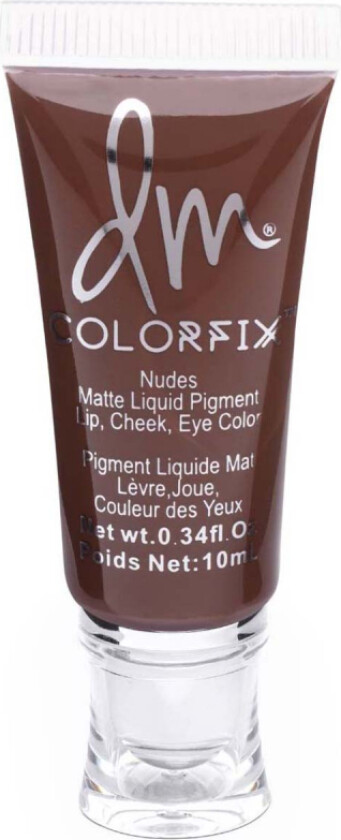 dm®
COLORFIX™
Nudes
Matte Liquid Pigment
Lip, Cheek, Eye Color
Pigment Liquide Mat
Lèvre,Joue,
Couleur des Yeux
Net wt.0.34fl.Oz.
Poids Net:10mL